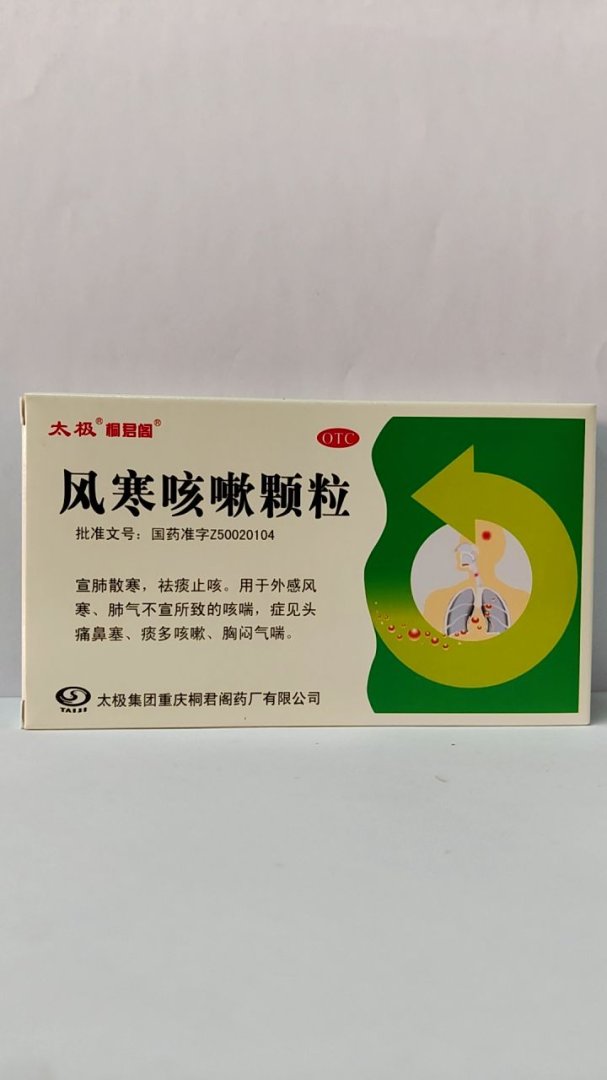 太极® 桐君阁®
OTC
风寒咳嗽颗粒
批准文号：国药准字Z50020104
宣肺散寒，祛痰止咳。用于外感风
寒、肺气不宣所致的咳喘，症见头
痛鼻塞、痰多咳嗽、胸闷气喘。
TAIJI
太极集团重庆桐君阁药厂有限公司